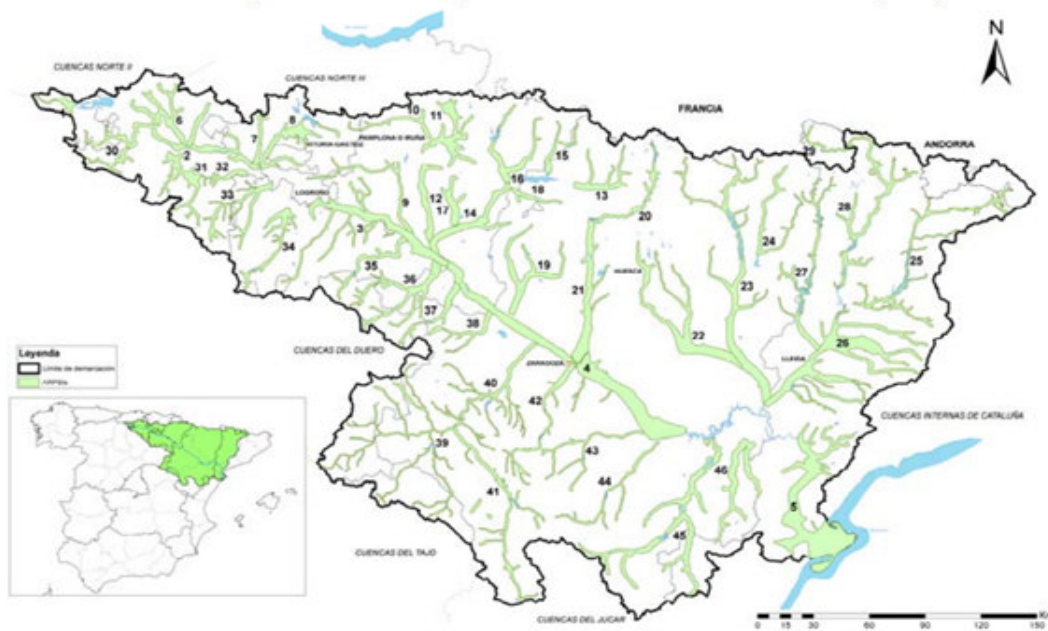 N
CUENCAS NORTE II
CUENCAS NORTE III
FRANCIA
ANDORRA
10
11
6
7
8
PAMPLONA O IRUÑA
29
30
2
31
32
15
16
18
13
28
33
LOGROÑO
12
17
14
9
20
3
24
25
34
35
19
HUESCA
27
36
21
23
37
38
22
26
LLEIDA
CUENCAS DEL DUERO
Leyenda
Límite de demarcación
ARPSIs
ZARAGOZA
4
40
42
CUENCAS INTERNAS DE CATALUÑA
39
43
46
41
44
5
45
CUENCAS DEL TAJO
CUENCAS DEL JUCAR
0 15 30 60 90 120 150